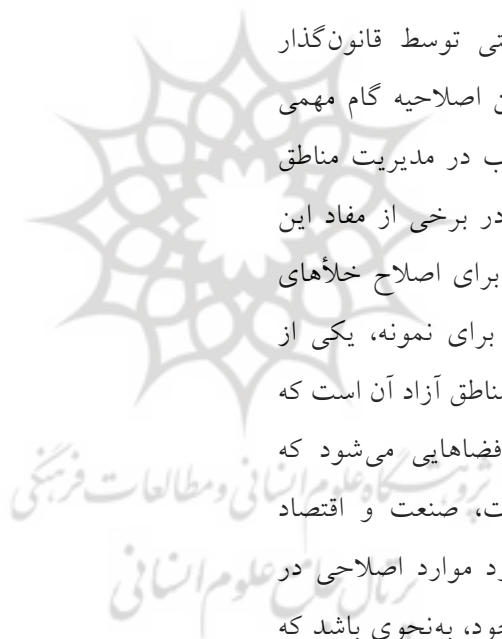 تی توسط قانون‌گذار
ن اصلاحیه گام مهمی
ب در مدیریت مناطق
در برخی از مفاد این
برای اصلاح خلأهای
برای نمونه، یکی از
مناطق آزاد آن است که
فضاهایی می‌شود که
پژوهشگاه علوم انسانی و مطالعات فرهنگی
ت، صنعت و اقتصاد
رد موارد اصلاحی در
پرتال جامع علوم انسانی
خود، به‌نحوی باشد که